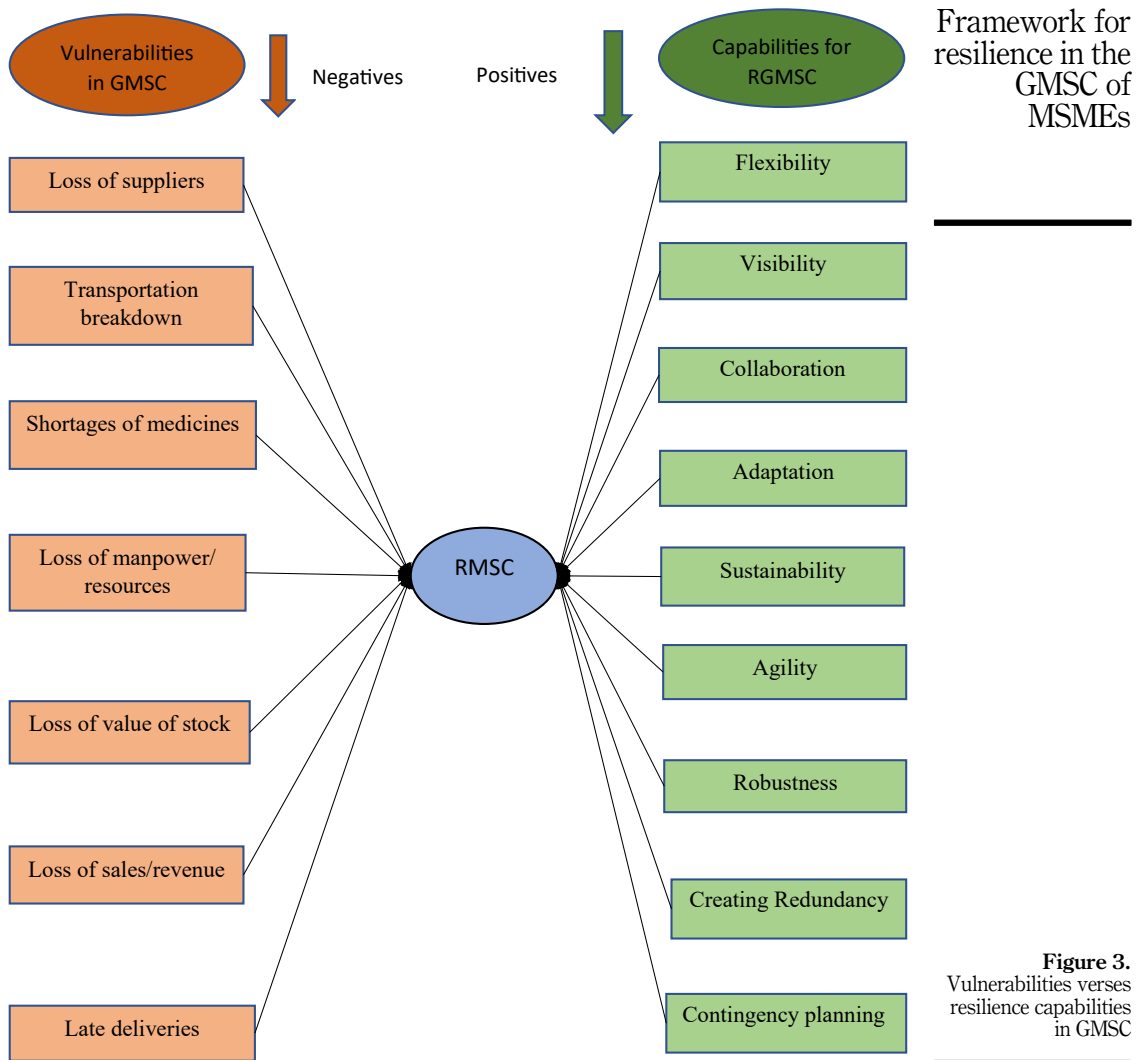 Vulnerabilities
in GMSC
Negatives
Positives
Capabilities for
RGMSC
Framework for
resilience in the
GMSC of
MSMEs
Loss of suppliers
Transportation
breakdown
Shortages of medicines
Loss of manpower/
resources
Loss of value of stock
Loss of sales/revenue
Late deliveries
RMSC
Flexibility
Visibility
Collaboration
Adaptation
Sustainability
Agility
Robustness
Creating Redundancy
Contingency planning
Figure 3.
Vulnerabilities verses
resilience capabilities
in GMSC